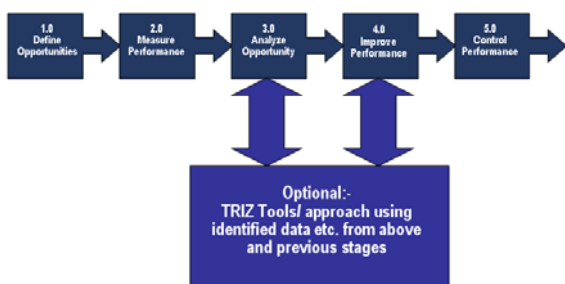 1.0
Define
Opportunities
2.0
Measure
Performance
3.0
Analyze
Opportunity
4.0
Improve
Performance
5.0
Control
Performance
Optional:-
TRIZ Tools/ approach using
identified data etc. from above
and previous stages